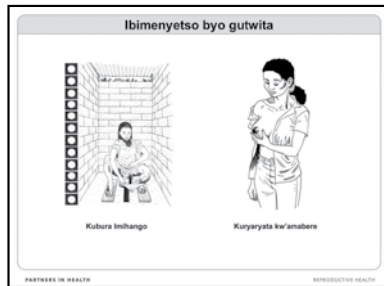 Ibimenyetso byo gutwita
Kubura Imihango
Kuryaryata kw'amabere
PARTNERS IN HEALTH
REPRODUCTIVE HEALTH